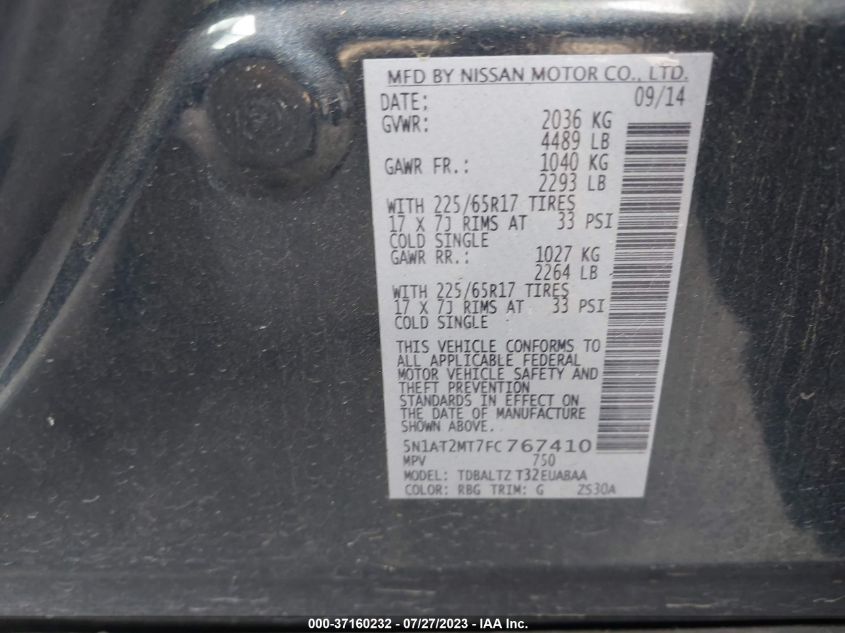 MFD BY NISSAN MOTOR CO., LTD.
DATE: 09/14
GVWR: 2036 KG
4489 LB
GAWR FR.: 1040 KG
2293 LB
WITH 225/65R17 TIRES
17 X 7J RIMS AT 33 PSI
COLD SINGLE
GAWR RR.: 1027 KG
2264 LB
WITH 225/65R17 TIRES
17 X 7J RIMS AT 33 PSI
COLD SINGLE
THIS VEHICLE CONFORMS TO
ALL APPLICABLE FEDERAL
MOTOR VEHICLE SAFETY AND
THEFT PREVENTION
STANDARDS IN EFFECT ON
THE DATE OF MANUFACTURE
SHOWN ABOVE.
5N1AT2MT7FC767410
MPV 750
MODEL: TDBALTZ T32EUABAA
COLOR: RBG TRIM: G ZS30A
000-37160232 - 07/27/2023 - IAA Inc.